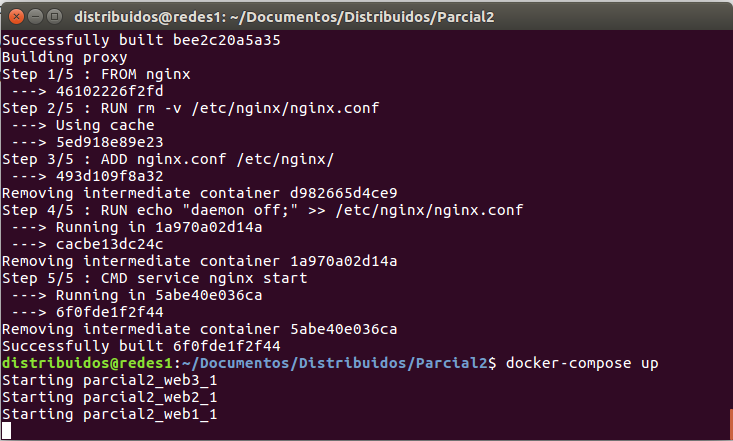 distribuidos@redes1: ~/Documentos/Distribuidos/Parcial2
Successfully built bee2c20a5a35
Building proxy
Step 1/5 : FROM nginx
 ---> 46102226f2fd
Step 2/5 : RUN rm -v /etc/nginx/nginx.conf
 ---> Using cache
 ---> 5ed918e89e23
Step 3/5 : ADD nginx.conf /etc/nginx/
 ---> 493d109f8a32
Removing intermediate container d982665d4ce9
Step 4/5 : RUN echo "daemon off;" >> /etc/nginx/nginx.conf
 ---> Running in 1a970a02d14a
 ---> cacbe13dc24c
Removing intermediate container 1a970a02d14a
Step 5/5 : CMD service nginx start
 ---> Running in 5abe40e036ca
 ---> 6f0fde1f2f44
Removing intermediate container 5abe40e036ca
Successfully built 6f0fde1f2f44
distribuidos@redes1:~/Documentos/Distribuidos/Parcial2$ docker-compose up
Starting parcial2_web3_1
Starting parcial2_web2_1
Starting parcial2_web1_1